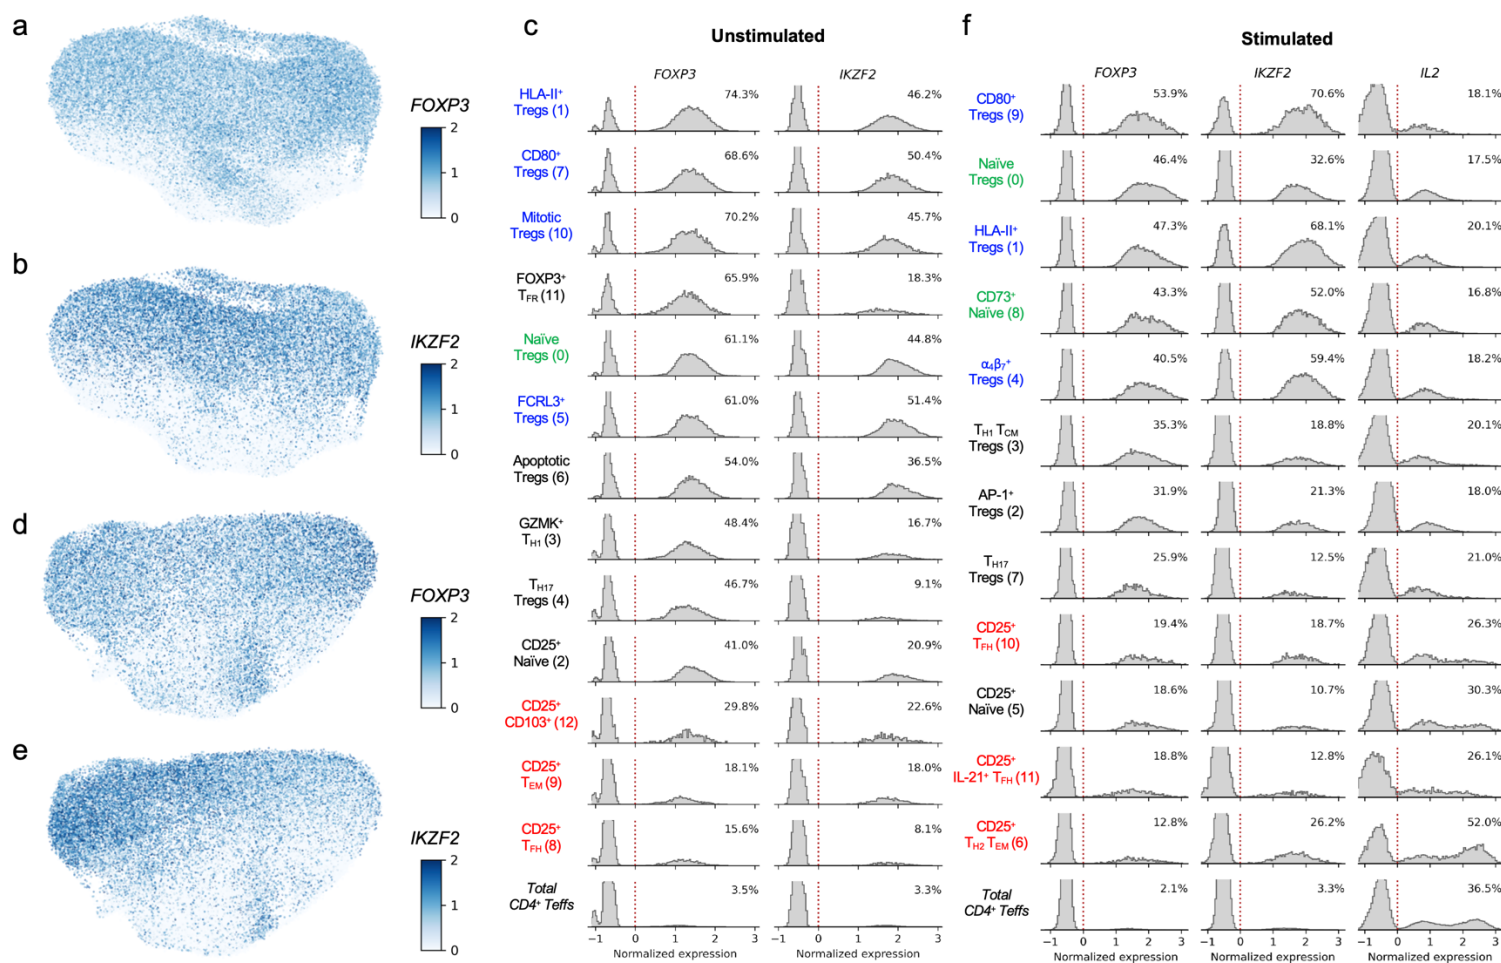 a
FOXP3
2
1
0
b
IKZF2
2
1
0
d
FOXP3
2
1
0
e
IKZF2
2
1
0
c
Unstimulated
FOXP3 IKZF2
HLA-II⁺
Tregs (1)
74.3% 46.2%
CD80⁺
Tregs (7)
68.6% 50.4%
Mitotic
Tregs (10)
70.2% 45.7%
FOXP3⁺
TFR (11)
65.9% 18.3%
Naïve
Tregs (0)
61.1% 44.8%
FCRL3⁺
Tregs (5)
61.0% 51.4%
Apoptotic
Tregs (6)
54.0% 36.5%
GZMK⁺
TH1 (3)
48.4% 16.7%
TH17
Tregs (4)
46.7% 9.1%
CD25⁺
Naïve (2)
41.0% 20.9%
CD25⁺
CD103⁺ (12)
29.8% 22.6%
CD25⁺
TEM (9)
18.1% 18.0%
CD25⁺
TFH (8)
15.6% 8.1%
Total
CD4⁺ Teffs
3.5% 3.3%
−1 0 1 2 3 −1 0 1 2 3
Normalized expression Normalized expression
f
Stimulated
FOXP3 IKZF2 IL2
CD80⁺
Tregs (9)
53.9% 70.6% 18.1%
Naïve
Tregs (0)
46.4% 32.6% 17.5%
HLA-II⁺
Tregs (1)
47.3% 68.1% 20.1%
CD73⁺
Naïve (8)
43.3% 52.0% 16.8%
α₄β₇⁺
Tregs (4)
40.5% 59.4% 18.2%
TH1 TCM
Tregs (3)
35.3% 18.8% 20.1%
AP-1⁺
Tregs (2)
31.9% 21.3% 18.0%
TH17
Tregs (7)
25.9% 12.5% 21.0%
CD25⁺
TFH (10)
19.4% 18.7% 26.3%
CD25⁺
Naïve (5)
18.6% 10.7% 30.3%
CD25⁺
IL-21⁺ TFH (11)
18.8% 12.8% 26.1%
CD25⁺
TH2 TEM (6)
12.8% 26.2% 52.0%
Total
CD4⁺ Teffs
2.1% 3.3% 36.5%
−1 0 1 2 3 −1 0 1 2 3 −1 0 1 2 3
Normalized expression Normalized expression Normalized expression